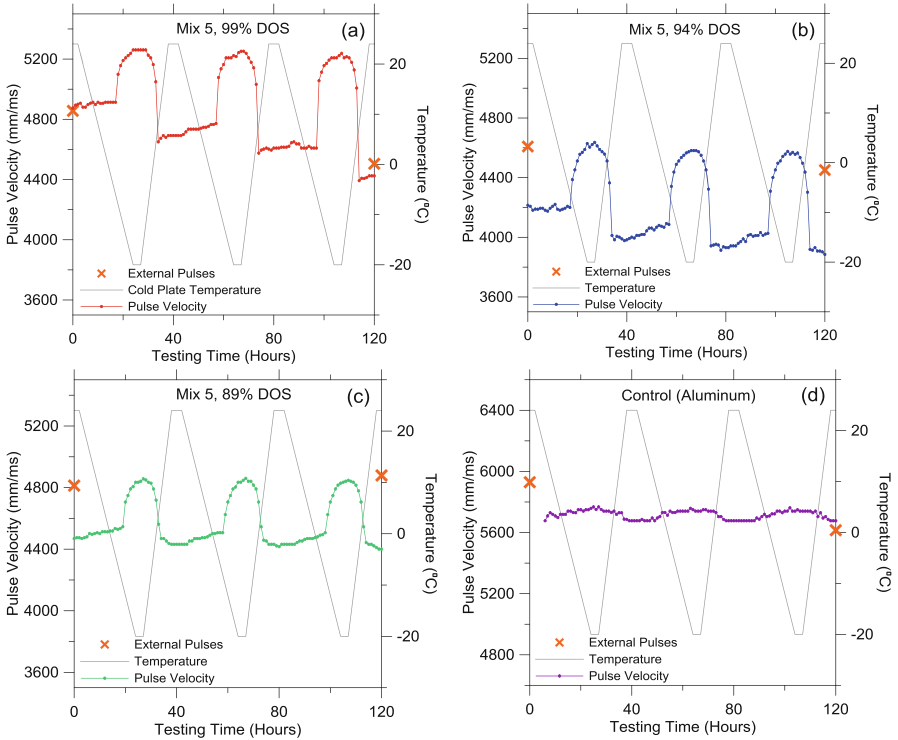 Mix 5, 99% DOS
(a)
5200
4800
4400
4000
3600
Pulse Velocity (mm/ms)
20
0
-20
Temperature (°C)
External Pulses
Cold Plate Temperature
Pulse Velocity
0
40
80
120
Testing Time (Hours)
Mix 5, 94% DOS
(b)
5200
4800
4400
4000
3600
Pulse Velocity (mm/ms)
20
0
-20
Temperature (°C)
External Pulses
Temperature
Pulse Velocity
0
40
80
120
Testing Time (Hours)
Mix 5, 89% DOS
(c)
5200
4800
4400
4000
3600
Pulse Velocity (mm/ms)
20
0
-20
Temperature (°C)
External Pulses
Temperature
Pulse Velocity
0
40
80
120
Testing Time (Hours)
Control (Aluminum)
(d)
6400
6000
5600
5200
4800
Pulse Velocity (mm/ms)
20
0
-20
Temperature (°C)
External Pulses
Temperature
Pulse Velocity
0
40
80
120
Testing Time (Hours)